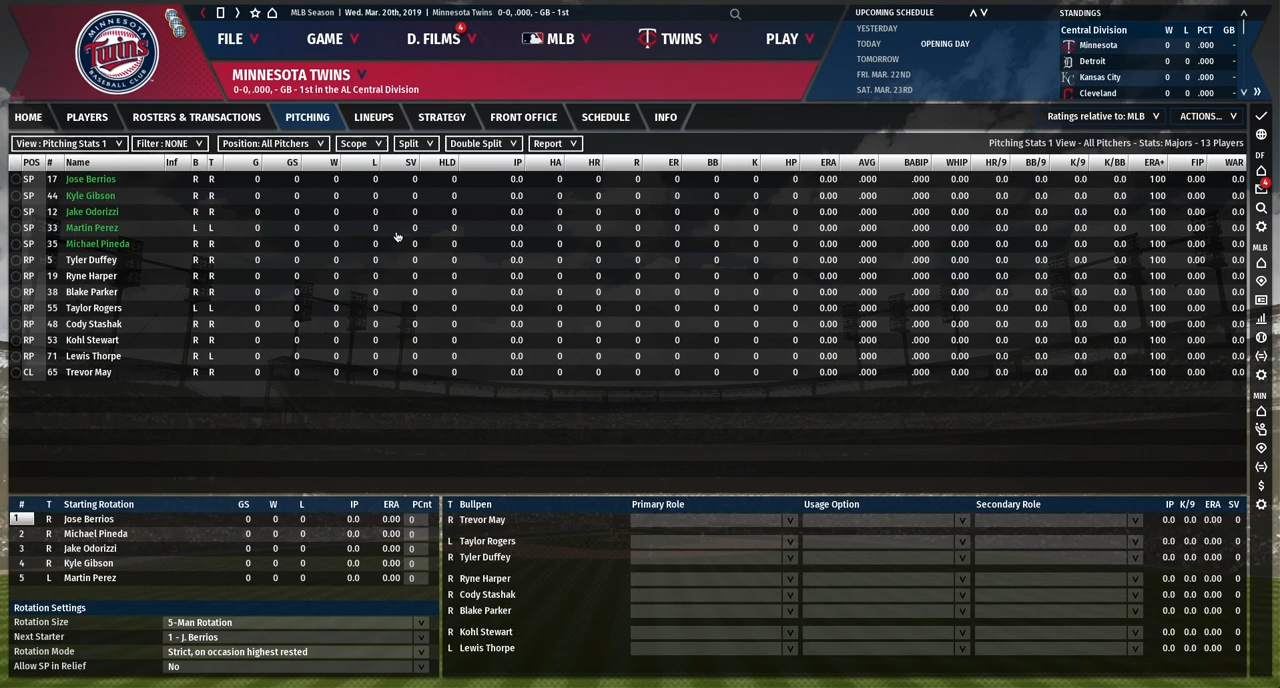 MINNESOTA
Twins
BASEBALL CLUB
MLB Season | Wed. Mar. 20th, 2019 | Minnesota Twins 0-0, .000, - GB - 1st
FILE GAME D. FILMS 4 MLB TWINS PLAY
MINNESOTA TWINS
0-0, .000, - GB - 1st in the AL Central Division
UPCOMING SCHEDULE
YESTERDAY
TODAY OPENING DAY
TOMORROW
FRI. MAR. 22ND
SAT. MAR. 23RD
STANDINGS
Central Division W L PCT GB
Minnesota 0 0 .000 -
Detroit 0 0 .000 -
Kansas City 0 0 .000 -
Cleveland 0 0 .000 -
HOME PLAYERS ROSTERS & TRANSACTIONS PITCHING LINEUPS STRATEGY FRONT OFFICE SCHEDULE INFO Ratings relative to: MLB ACTIONS...
View : Pitching Stats 1 Filter : NONE Position: All Pitchers Scope Split Double Split Report Pitching Stats 1 View - All Pitchers - Stats: Majors - 13 Players
POS # Name Inf B T G GS W L SV HLD IP HA HR R ER BB K HP ERA AVG BABIP WHIP HR/9 BB/9 K/9 K/BB ERA+ FIP WAR
SP 17 Jose Berrios R R 0 0 0 0 0 0 0.0 0 0 0 0 0 0 0 0.00 .000 .000 0.00 0.0 0.0 0.0 0.0 100 0.00 0.0
SP 44 Kyle Gibson R R 0 0 0 0 0 0 0.0 0 0 0 0 0 0 0 0.00 .000 .000 0.00 0.0 0.0 0.0 0.0 100 0.00 0.0
SP 12 Jake Odorizzi R R 0 0 0 0 0 0 0.0 0 0 0 0 0 0 0 0.00 .000 .000 0.00 0.0 0.0 0.0 0.0 100 0.00 0.0
SP 33 Martin Perez L L 0 0 0 0 0 0 0.0 0 0 0 0 0 0 0 0.00 .000 .000 0.00 0.0 0.0 0.0 0.0 100 0.00 0.0
SP 35 Michael Pineda R R 0 0 0 0 0 0 0.0 0 0 0 0 0 0 0 0.00 .000 .000 0.00 0.0 0.0 0.0 0.0 100 0.00 0.0
RP 5 Tyler Duffey R R 0 0 0 0 0 0 0.0 0 0 0 0 0 0 0 0.00 .000 .000 0.00 0.0 0.0 0.0 0.0 100 0.00 0.0
RP 19 Ryne Harper R R 0 0 0 0 0 0 0.0 0 0 0 0 0 0 0 0.00 .000 .000 0.00 0.0 0.0 0.0 0.0 100 0.00 0.0
RP 38 Blake Parker R R 0 0 0 0 0 0 0.0 0 0 0 0 0 0 0 0.00 .000 .000 0.00 0.0 0.0 0.0 0.0 100 0.00 0.0
RP 55 Taylor Rogers L L 0 0 0 0 0 0 0.0 0 0 0 0 0 0 0 0.00 .000 .000 0.00 0.0 0.0 0.0 0.0 100 0.00 0.0
RP 48 Cody Stashak R R 0 0 0 0 0 0 0.0 0 0 0 0 0 0 0 0.00 .000 .000 0.00 0.0 0.0 0.0 0.0 100 0.00 0.0
RP 53 Kohl Stewart R R 0 0 0 0 0 0 0.0 0 0 0 0 0 0 0 0.00 .000 .000 0.00 0.0 0.0 0.0 0.0 100 0.00 0.0
RP 71 Lewis Thorpe R L 0 0 0 0 0 0 0.0 0 0 0 0 0 0 0 0.00 .000 .000 0.00 0.0 0.0 0.0 0.0 100 0.00 0.0
CL 65 Trevor May R R 0 0 0 0 0 0 0.0 0 0 0 0 0 0 0 0.00 .000 .000 0.00 0.0 0.0 0.0 0.0 100 0.00 0.0
# T Starting Rotation GS W L IP ERA PCnt
1 R Jose Berrios 0 0 0 0.0 0.00 0
2 R Michael Pineda 0 0 0 0.0 0.00 0
3 R Jake Odorizzi 0 0 0 0.0 0.00 0
4 R Kyle Gibson 0 0 0 0.0 0.00 0
5 L Martin Perez 0 0 0 0.0 0.00 0
Rotation Settings
Rotation Size 5-Man Rotation
Next Starter 1 - J. Berrios
Rotation Mode Strict, on occasion highest rested
Allow SP in Relief No
T Bullpen Primary Role Usage Option Secondary Role IP K/9 ERA SV
R Trevor May 0.0 0.0 0.00 0
L Taylor Rogers 0.0 0.0 0.00 0
R Tyler Duffey 0.0 0.0 0.00 0
R Ryne Harper 0.0 0.0 0.00 0
R Cody Stashak 0.0 0.0 0.00 0
R Blake Parker 0.0 0.0 0.00 0
R Kohl Stewart 0.0 0.0 0.00 0
L Lewis Thorpe 0.0 0.0 0.00 0
DF
4
MLB
MIN
$